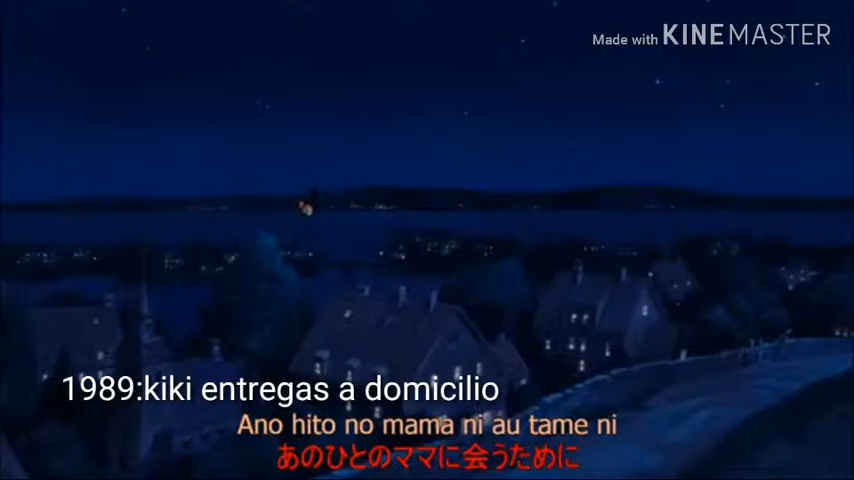 Made with KINEMASTER
1989:kiki entregas a domicilio
Ano hito no mama ni au tame ni
あのひとのママに会うために